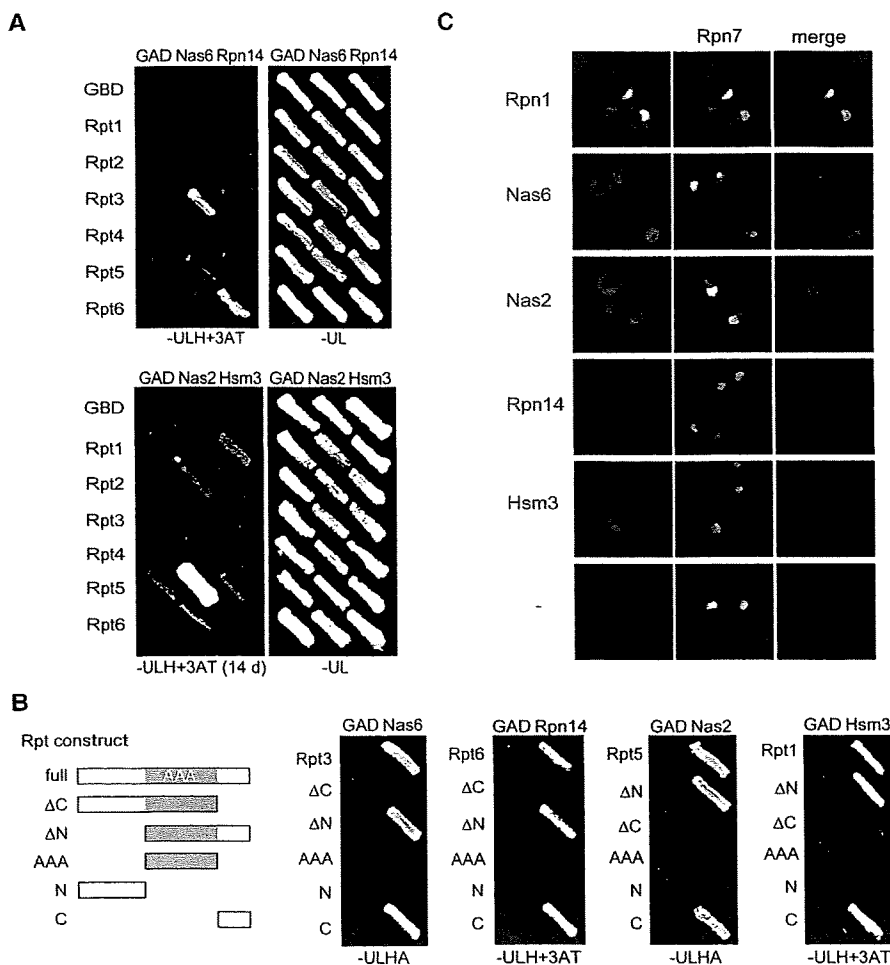 A
GAD Nas6 Rpn14 GAD Nas6 Rpn14
GBD
Rpt1
Rpt2
Rpt3
Rpt4
Rpt5
Rpt6
-ULH+3AT -UL
GAD Nas2 Hsm3 GAD Nas2 Hsm3
GBD
Rpt1
Rpt2
Rpt3
Rpt4
Rpt5
Rpt6
-ULH+3AT (14 d) -UL
C
Rpn7 merge
Rpn1
Nas6
Nas2
Rpn14
Hsm3
-
B
Rpt construct
full AAA
ΔC
ΔN
AAA
N
C
GAD Nas6
Rpt3
ΔC
ΔN
AAA
N
C
-ULHA
GAD Rpn14
Rpt6
ΔC
ΔN
AAA
N
C
-ULH+3AT
GAD Nas2
Rpt5
ΔN
ΔC
AAA
N
C
-ULHA
GAD Hsm3
Rpt1
ΔN
ΔC
AAA
N
C
-ULH+3AT